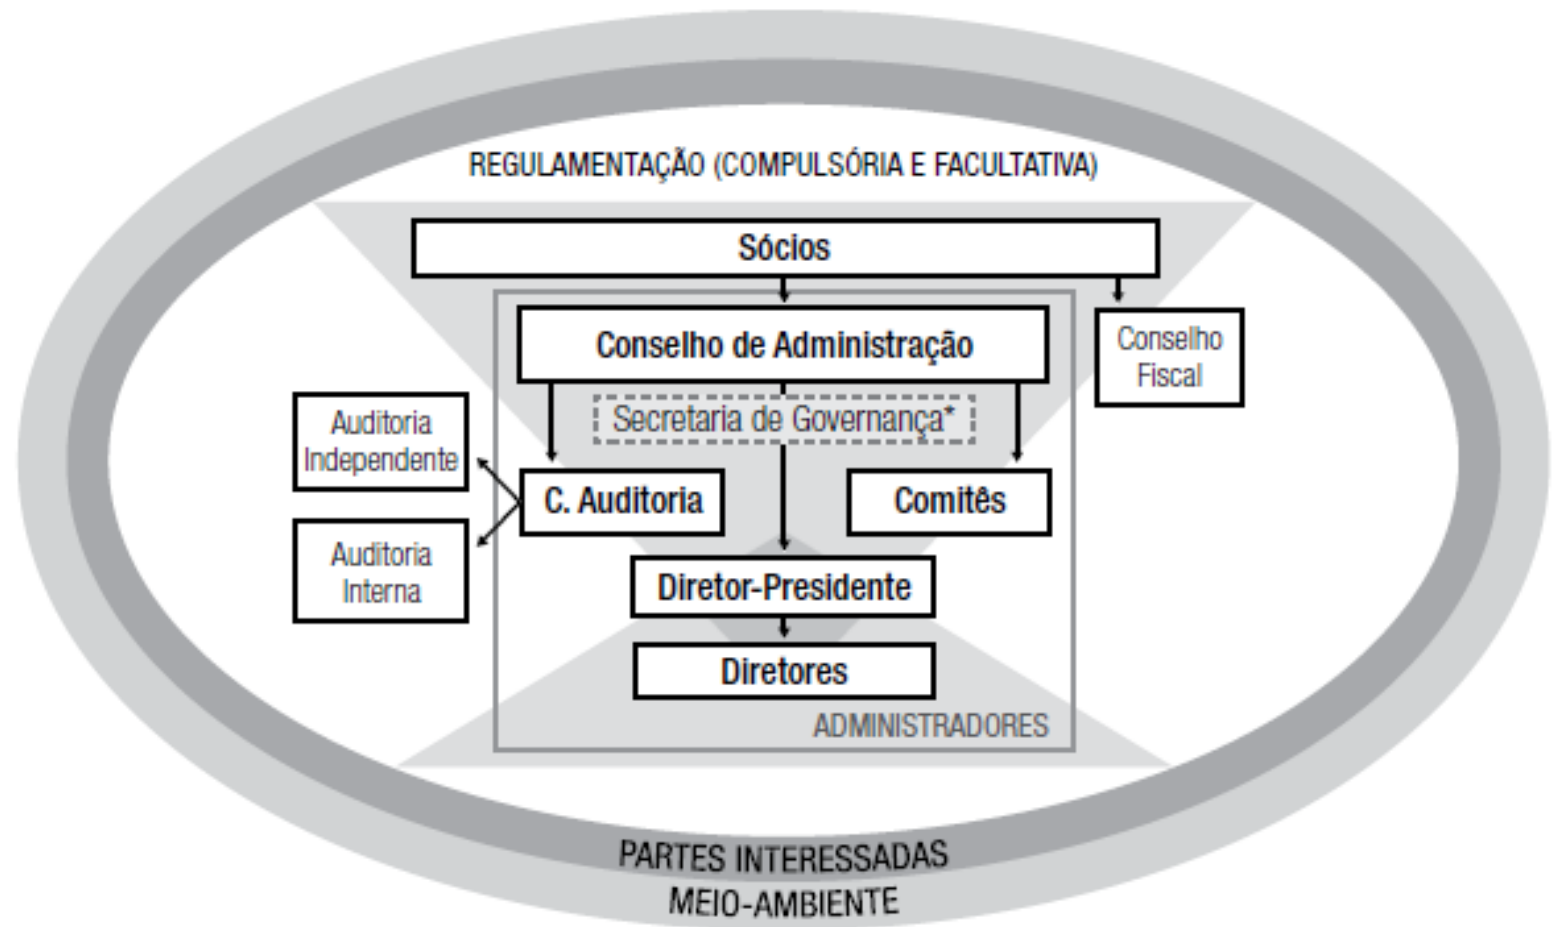 REGULAMENTAÇÃO (COMPULSÓRIA E FACULTATIVA)
Sócios
Conselho de Administração
Conselho
Fiscal
Secretaria de Governança*
Auditoria
Independente
C. Auditoria
Comitês
Auditoria
Interna
Diretor-Presidente
Diretores
ADMINISTRADORES
PARTES INTERESSADAS
MEIO-AMBIENTE